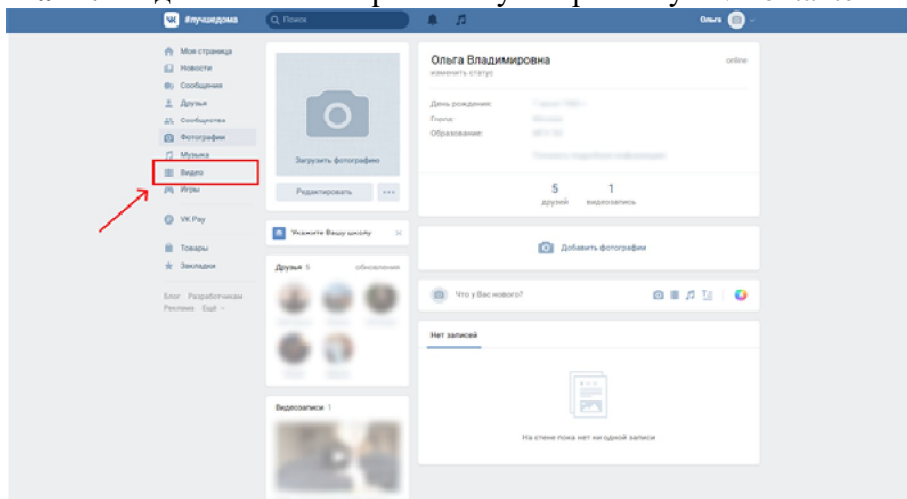 #лучшедома
Поиск
Ольга
Моя страница
Новости
Сообщения
Друзья
Сообщества
Фотографии
Музыка
Видео
Игры
VK Pay
Товары
Закладки
Блог Разработчикам
Реклама Ещё
Загрузить фотографию
Редактировать
Укажите Вашу школу
Друзья 5 обновления
Видеозаписи 1
Ольга Владимировна online
изменить статус
День рождения:
Город:
Образование:
Показать подробную информацию
5 1
друзей видеозапись
Добавить фотографии
Что у Вас нового?
Нет записей
На стене пока нет ни одной записи